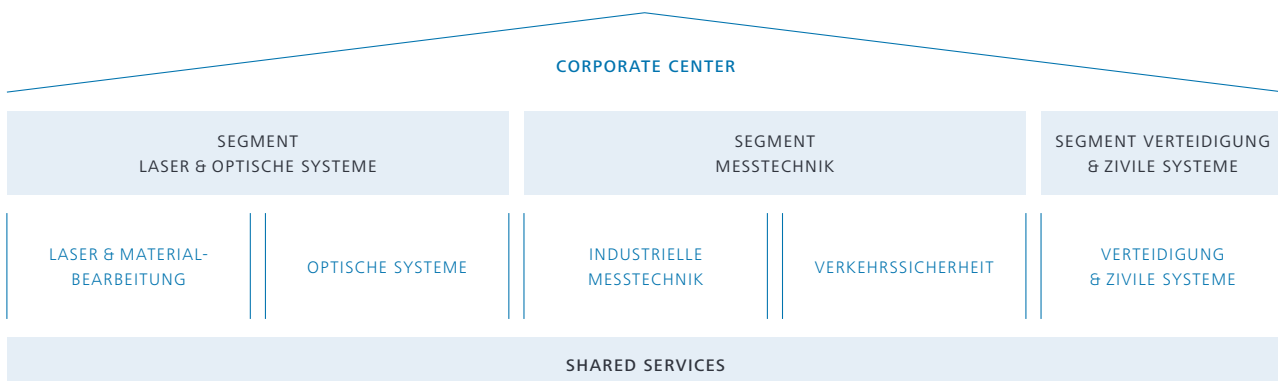 CORPORATE CENTER
SEGMENT
LASER & OPTISCHE SYSTEME
SEGMENT
MESSTECHNIK
SEGMENT VERTEIDIGUNG
& ZIVILE SYSTEME
LASER & MATERIAL-
BEARBEITUNG
OPTISCHE SYSTEME
INDUSTRIELLE
MESSTECHNIK
VERKEHRSSICHERHEIT
VERTEIDIGUNG
& ZIVILE SYSTEME
SHARED SERVICES